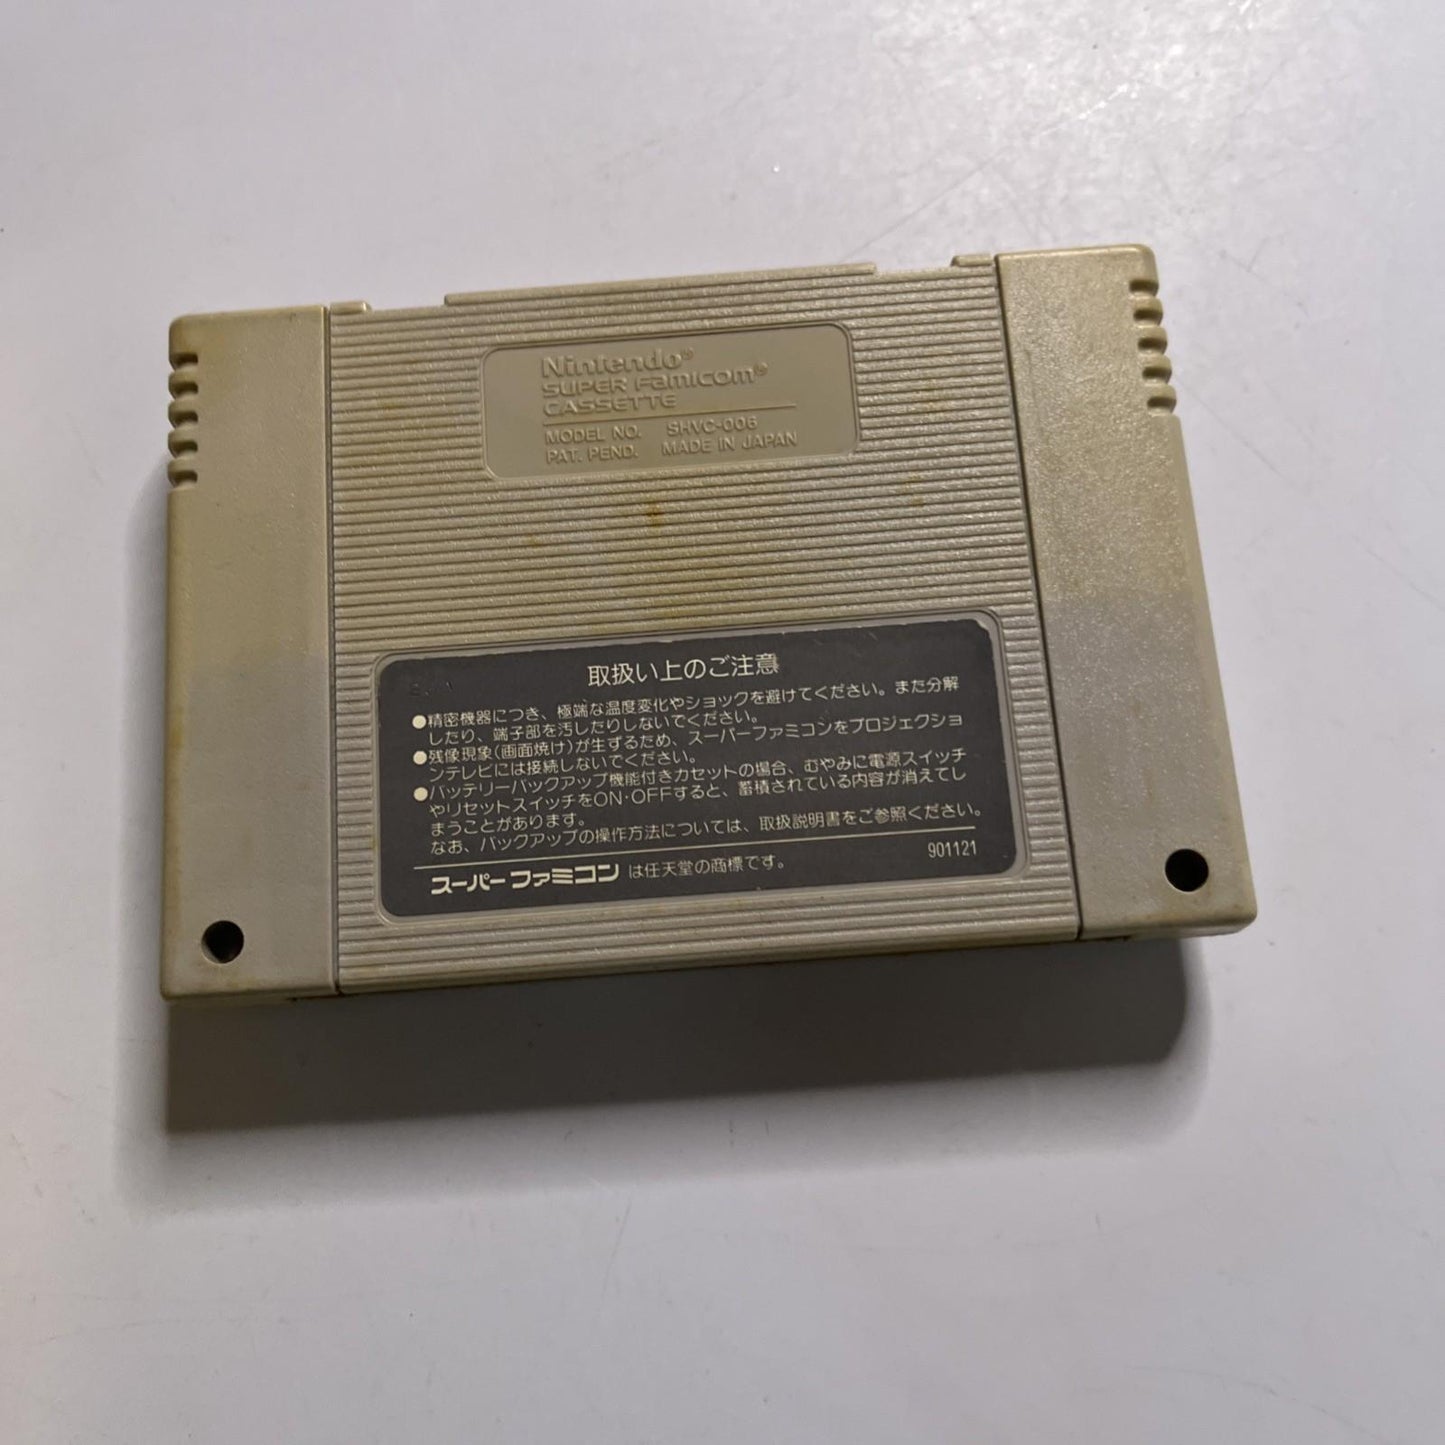 Nintendo®
SUPER FAMICOM®
CASSETTE
MODEL NO. SHVC-006
PAT. PEND. MADE IN JAPAN
取扱い上のご注意
●精密機器につき、極端な温度変化やショックを避けてください。また分解
したり、端子部を汚したりしないでください。
●残像現象(画面焼け)が生ずるため、スーパーファミコンをプロジェクショ
ンテレビには接続しないでください。
●バッテリーバックアップ機能付きカセットの場合、むやみに電源スイッチ
やリセットスイッチをON・OFFすると、蓄積されている内容が消えてし
まうことがあります。
なお、バックアップの操作方法については、取扱説明書をご参照ください。
901121
スーパーファミコン は任天堂の商標です。